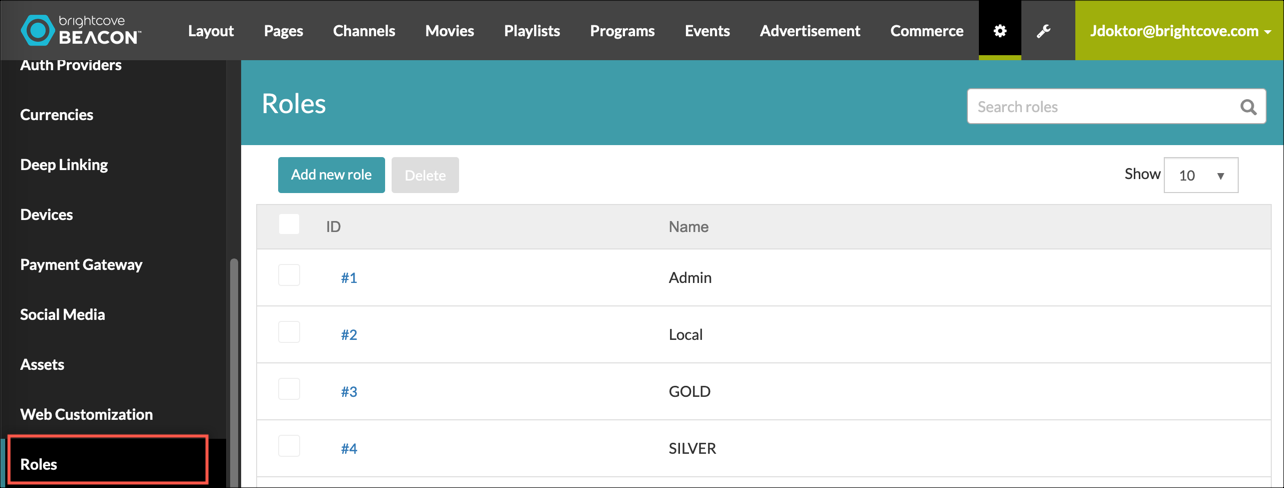 brightcove
BEACON™
Layout Pages Channels Movies Playlists Programs Events Advertisement Commerce Jdoktor@brightcove.com
Auth Providers
Currencies
Deep Linking
Devices
Payment Gateway
Social Media
Assets
Web Customization
Roles
Roles
Search roles
Add new role Delete Show 10
ID Name
#1 Admin
#2 Local
#3 GOLD
#4 SILVER